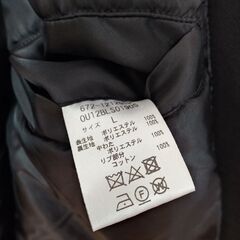 サイズ L
表生地 ポリエステル 100%
裏生地 ポリエステル 100%
中わた ポリエステル 100%
リブ部分
コットン 100%